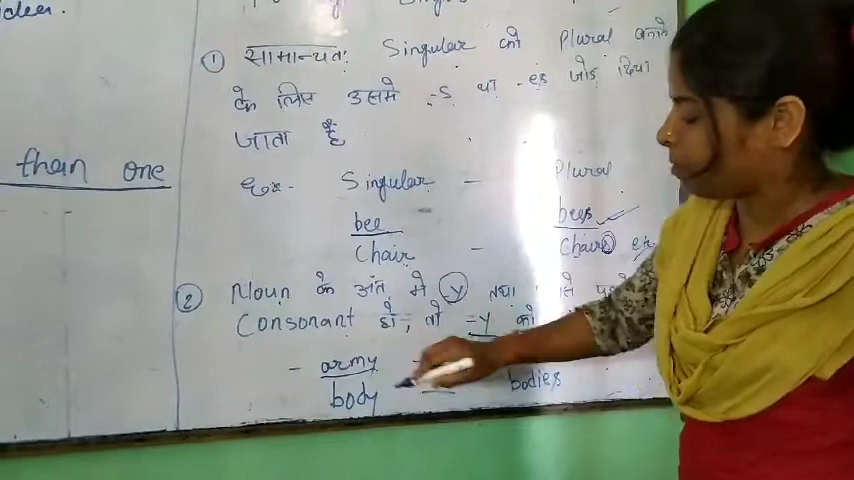 than one
① सामान्यतः Singular को Plural बनाने
के लिए उसमे -s या -es जोड़ दिया
जाता है
Ex- Singular - Plural
bee bees ✓
Chair - Chairs etc
② Noun के अंत मे y तथा
Consonant हो, तो -y को
- army -
body - bodies